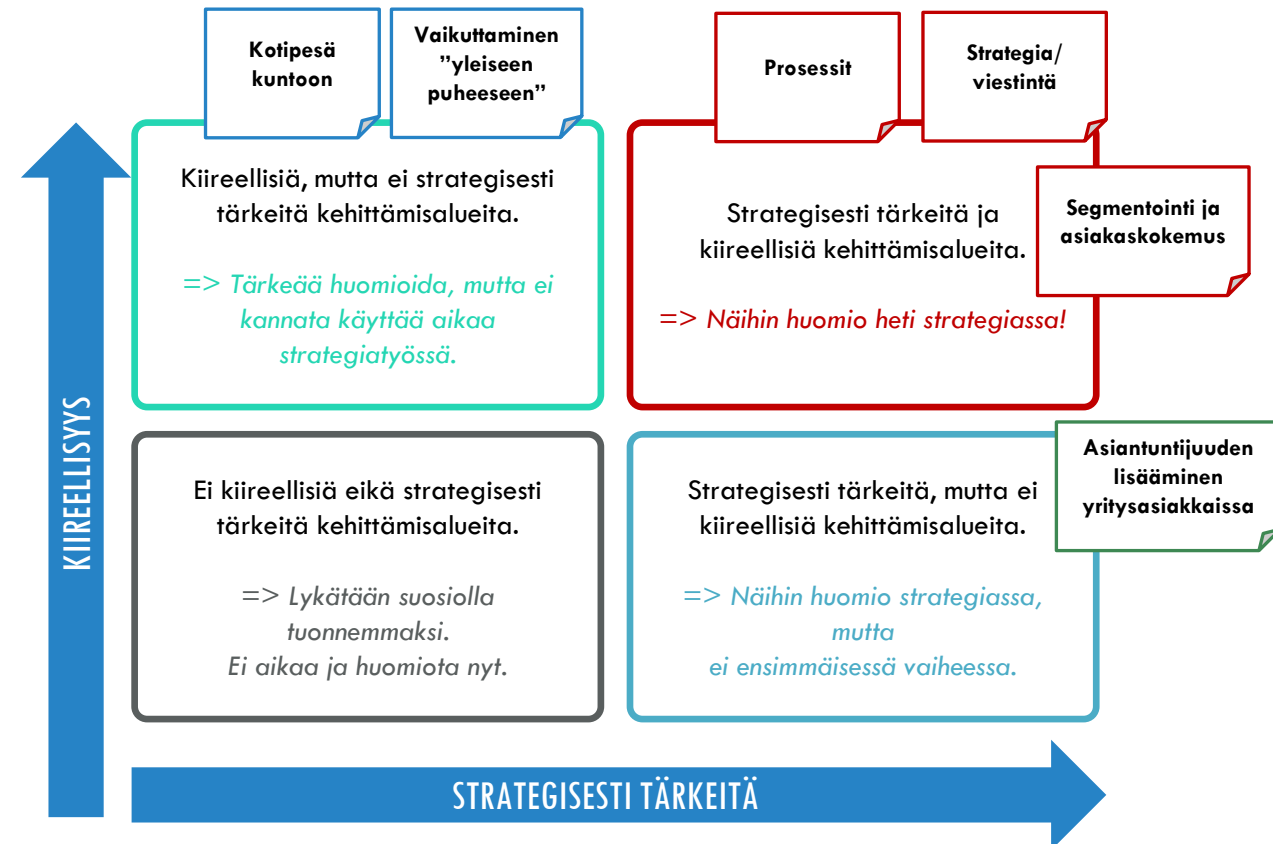 Kotipesä
kuntoon
Vaikuttaminen
”yleiseen
puheeseen”
Prosessit
Strategia/
viestintä
Kiireellisiä, mutta ei strategisesti
tärkeitä kehittämisalueita.
=> Tärkeää huomioida, mutta ei
kannata käyttää aikaa
strategiatyössä.
Strategisesti tärkeitä ja
kiireellisiä kehittämisalueita.
=> Näihin huomio heti strategiassa!
Segmentointi ja
asiakaskokemus
KIIREELLISYYS
Ei kiireellisiä eikä strategisesti
tärkeitä kehittämisalueita.
=> Lykätään suosiolla
tuonnemmaksi.
Ei aikaa ja huomiota nyt.
Strategisesti tärkeitä, mutta ei
kiireellisiä kehittämisalueita.
=> Näihin huomio strategiassa,
mutta
ei ensimmäisessä vaiheessa.
Asiantuntijuuden
lisääminen
yritysasiakkaissa
STRATEGISESTI TÄRKEITÄ